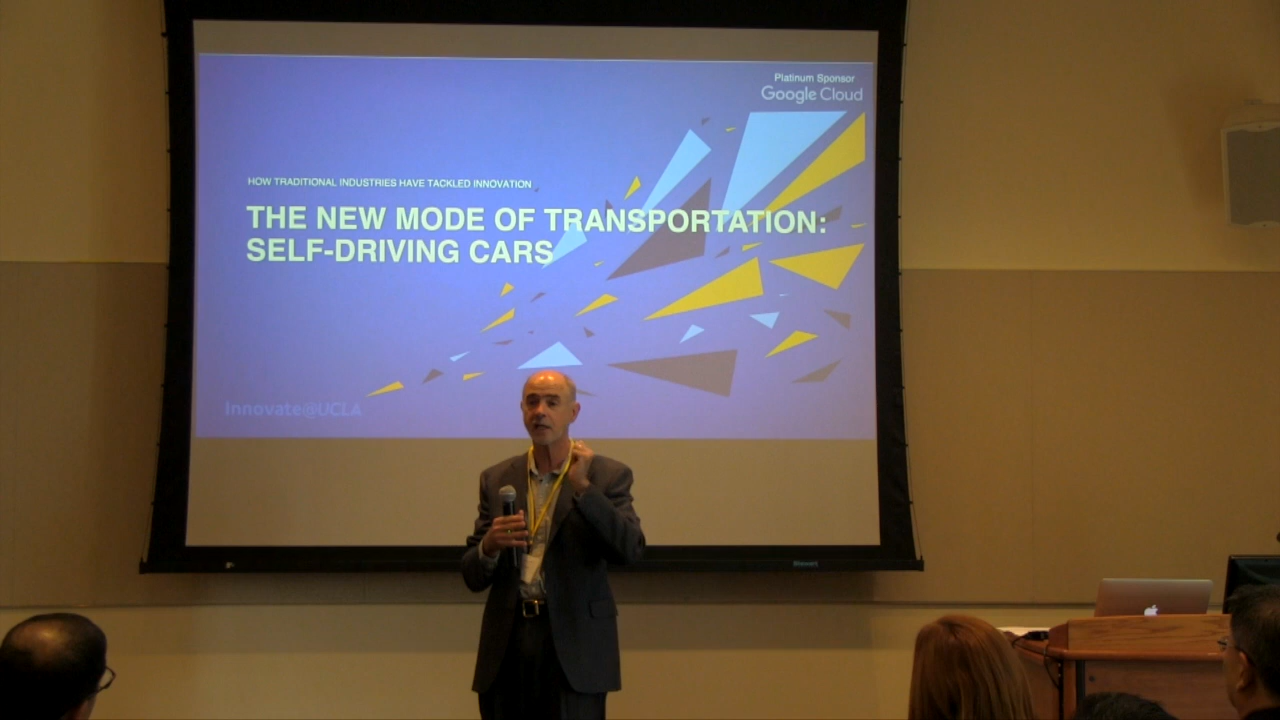 Platinum Sponsor
Google Cloud
HOW TRADITIONAL INDUSTRIES HAVE TACKLED INNOVATION
THE NEW MODE OF TRANSPORTATION:
SELF-DRIVING CARS
Innovate@UCLA
Stewart